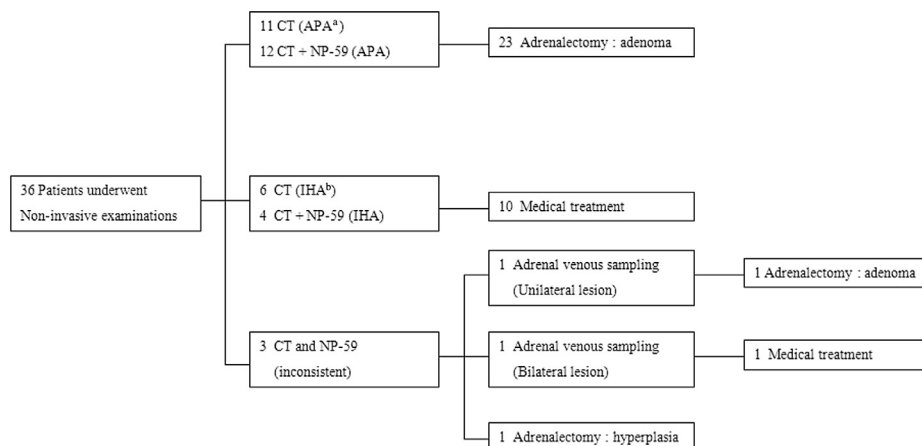 11 CT (APAᵃ)
12 CT + NP-59 (APA)
23 Adrenalectomy : adenoma
36 Patients underwent
Non-invasive examinations
6 CT (IHAᵇ)
4 CT + NP-59 (IHA)
10 Medical treatment
3 CT and NP-59
(inconsistent)
1 Adrenal venous sampling
(Unilateral lesion)
1 Adrenalectomy : adenoma
1 Adrenal venous sampling
(Bilateral lesion)
1 Medical treatment
1 Adrenalectomy : hyperplasia